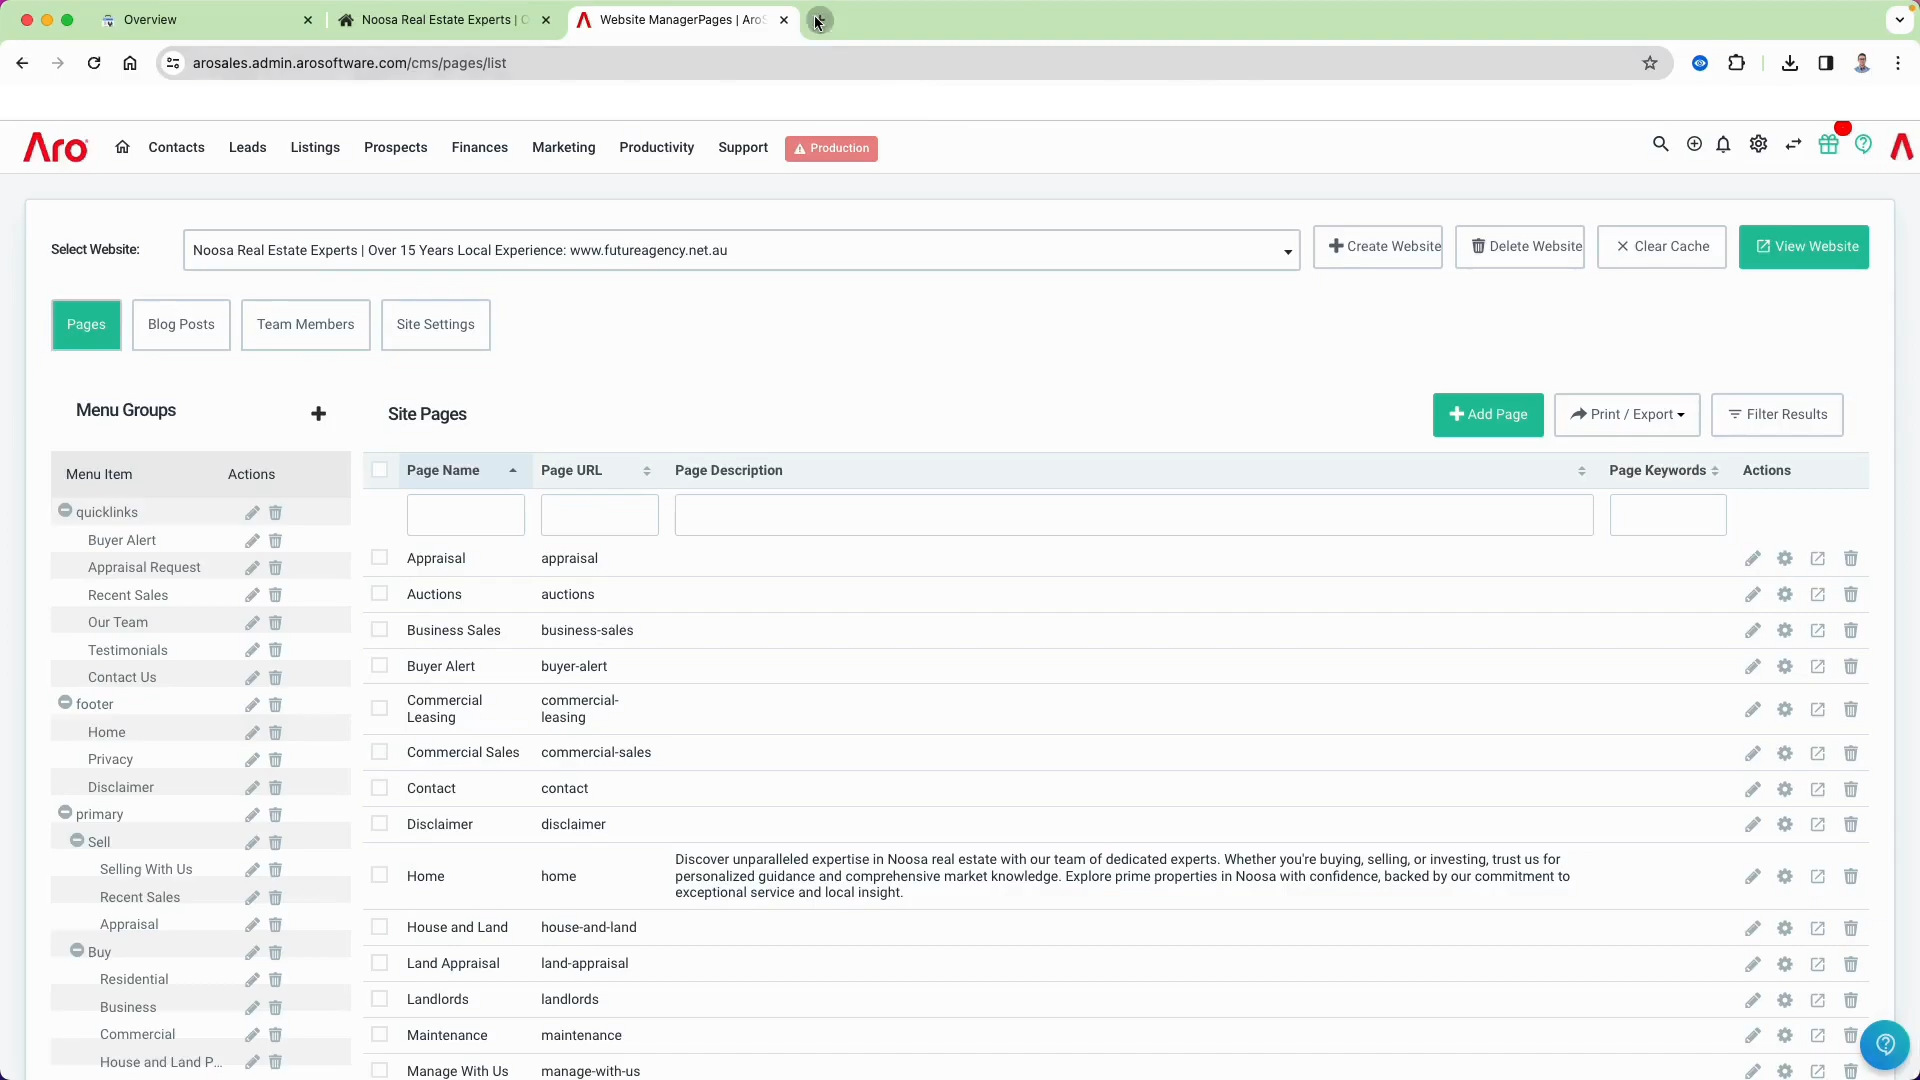 Overview
Noosa Real Estate Experts | O
Website ManagerPages | AroS
arosales.admin.arosoftware.com/cms/pages/list
Aro
Contacts
Leads
Listings
Prospects
Finances
Marketing
Productivity
Support
Production
Select Website:
Noosa Real Estate Experts | Over 15 Years Local Experience: www.futureagency.net.au
Create Website
Delete Website
Clear Cache
View Website
Pages
Blog Posts
Team Members
Site Settings
Menu Groups
Site Pages
Add Page
Print / Export
Filter Results
Menu Item
Actions
quicklinks
Buyer Alert
Appraisal Request
Recent Sales
Our Team
Testimonials
Contact Us
footer
Home
Privacy
Disclaimer
primary
Sell
Selling With Us
Recent Sales
Appraisal
Buy
Residential
Business
Commercial
House and Land P...
Page Name
Page URL
Page Description
Page Keywords
Actions
Appraisal
appraisal
Auctions
auctions
Business Sales
business-sales
Buyer Alert
buyer-alert
Commercial
Leasing
commercial-
leasing
Commercial Sales
commercial-sales
Contact
contact
Disclaimer
disclaimer
Home
home
Discover unparalleled expertise in Noosa real estate with our team of dedicated experts. Whether you're buying, selling, or investing, trust us for
personalized guidance and comprehensive market knowledge. Explore prime properties in Noosa with confidence, backed by our commitment to
exceptional service and local insight.
House and Land
house-and-land
Land Appraisal
land-appraisal
Landlords
landlords
Maintenance
maintenance
Manage With Us
manage-with-us